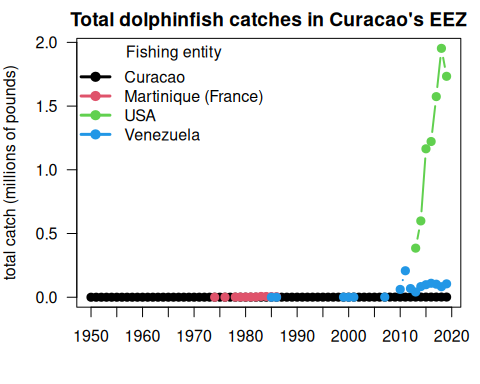 Total dolphinfish catches in Curacao's EEZ
total catch (millions of pounds)
2.0
1.5
1.0
0.5
0.0
Fishing entity
Curacao
Martinique (France)
USA
Venezuela
1950 1960 1970 1980 1990 2000 2010 2020